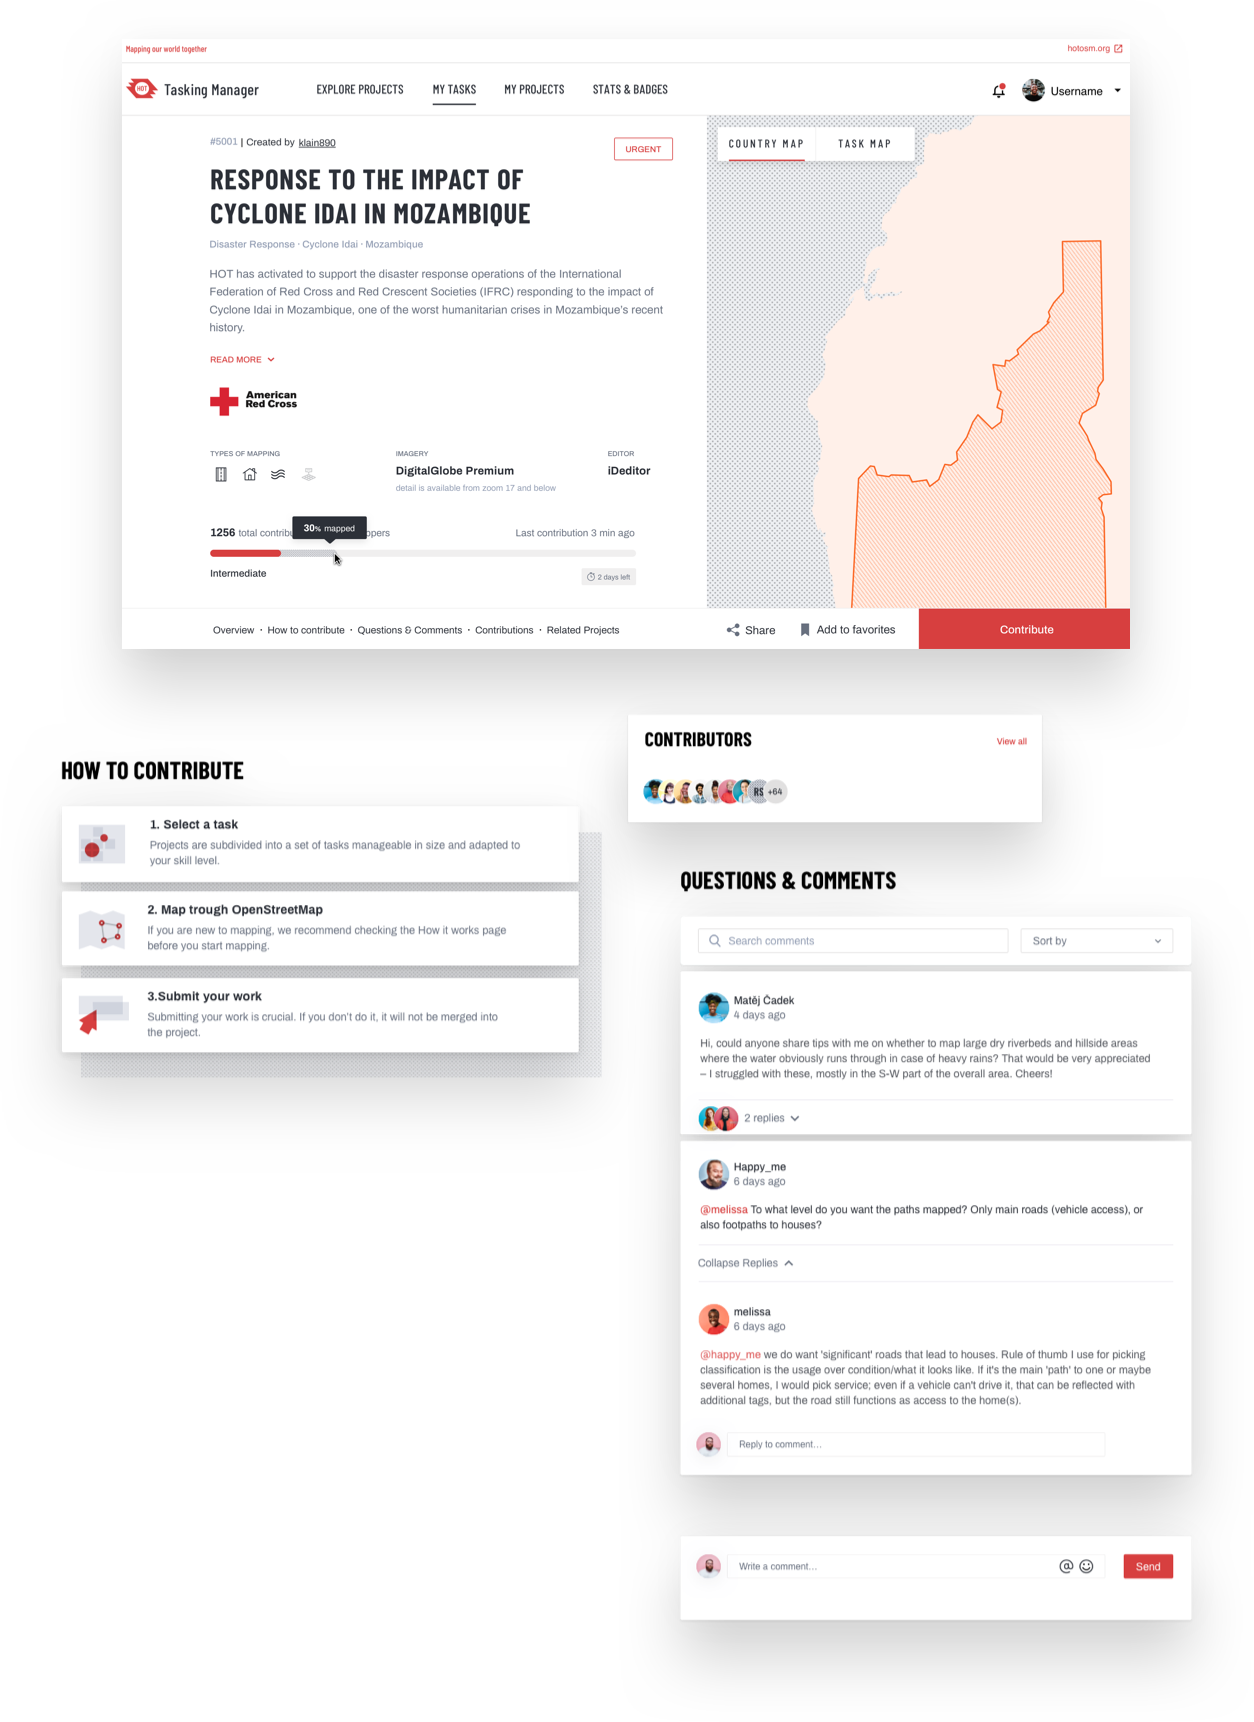 Mapping our world together
hotosm.org
HOT
Tasking Manager
EXPLORE PROJECTS
MY TASKS
MY PROJECTS
STATS & BADGES
Username
#5001 | Created by klain890
URGENT
RESPONSE TO THE IMPACT OF
CYCLONE IDAI IN MOZAMBIQUE
Disaster Response · Cyclone Idai · Mozambique
HOT has activated to support the disaster response operations of the International
Federation of Red Cross and Red Crescent Societies (IFRC) responding to the impact of
Cyclone Idai in Mozambique, one of the worst humanitarian crises in Mozambique's recent
history.
READ MORE
American
Red Cross
TYPES OF MAPPING
IMAGERY
DigitalGlobe Premium
detail is available from zoom 17 and below
EDITOR
iDeditor
30% mapped
1256 total contribu
ppers
Last contribution 3 min ago
Intermediate
2 days left
COUNTRY MAP
TASK MAP
Overview · How to contribute · Questions & Comments · Contributions · Related Projects
Share
Add to favorites
Contribute
CONTRIBUTORS
View all
RS
+64
HOW TO CONTRIBUTE
1. Select a task
Projects are subdivided into a set of tasks manageable in size and adapted to
your skill level.
2. Map trough OpenStreetMap
If you are new to mapping, we recommend checking the How it works page
before you start mapping.
3.Submit your work
Submitting your work is crucial. If you don't do it, it will not be merged into
the project.
QUESTIONS & COMMENTS
Search comments
Sort by
Matěj Čadek
4 days ago
Hi, could anyone share tips with me on whether to map large dry riverbeds and hillside areas
where the water obviously runs through in case of heavy rains? That would be very appreciated
– I struggled with these, mostly in the S-W part of the overall area. Cheers!
2 replies
Happy_me
6 days ago
@melissa To what level do you want the paths mapped? Only main roads (vehicle access), or
also footpaths to houses?
Collapse Replies
melissa
6 days ago
@happy_me we do want 'significant' roads that lead to houses. Rule of thumb I use for picking
classification is the usage over condition/what it looks like. If it's the main 'path' to one or maybe
several homes, I would pick service; even if a vehicle can't drive it, that can be reflected with
additional tags, but the road still functions as access to the home(s).
Reply to comment...
Write a comment...
@
Send